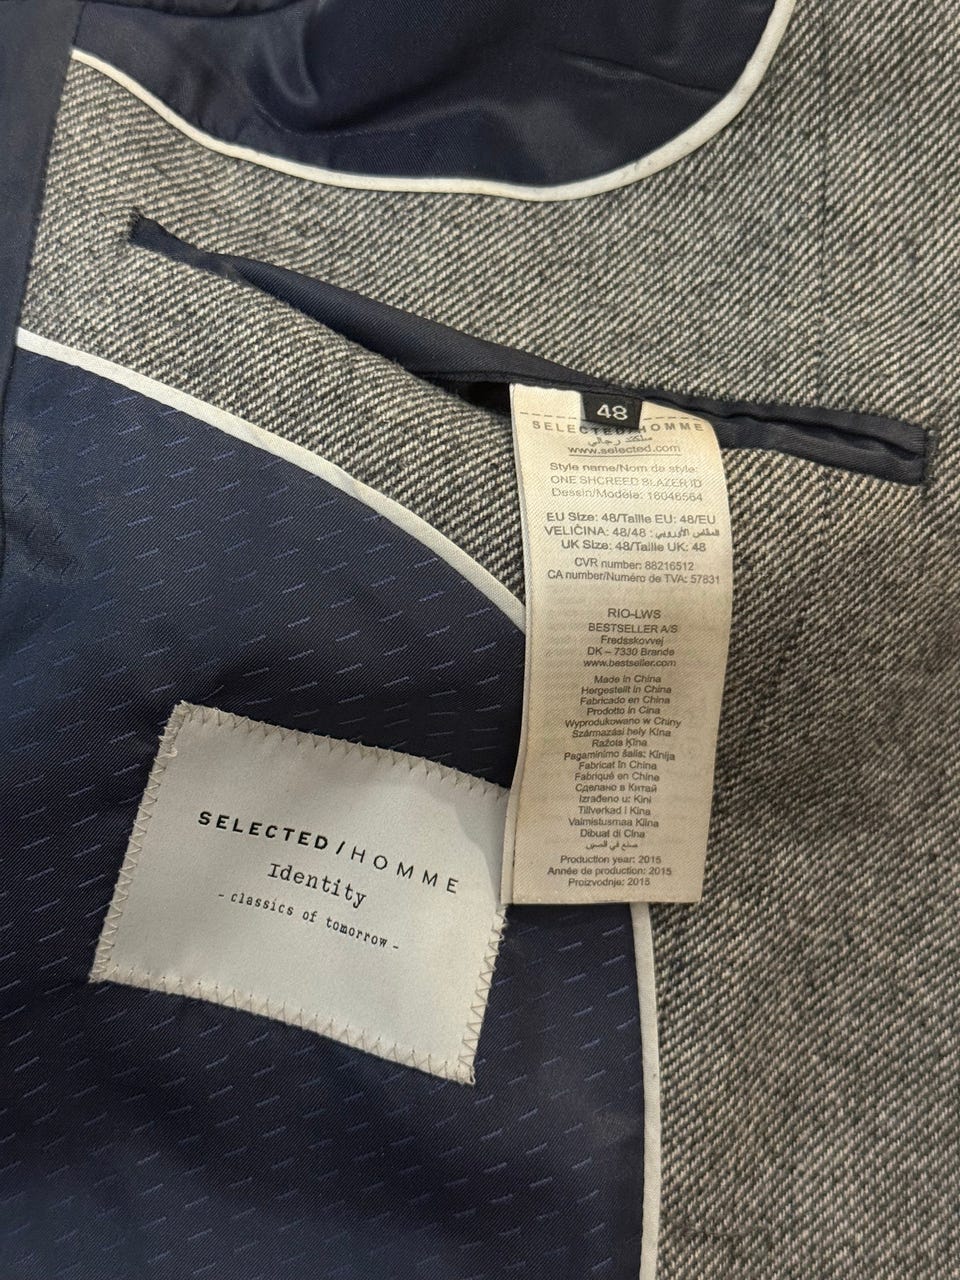 48
SELECTED/HOMME
www.selected.com
Style name/Nom de style:
ONE SHCREED BLAZER ID
Dessin/Modèle: 16046564
EU Size: 48/Taille EU: 48/EU
VELIČINA: 48/48 : المقاس الأوروبي
UK Size: 48/Taille UK: 48
CVR number: 88216512
CA number/Numéro de TVA: 57831
RIO-LWS
BESTSELLER A/S
Fredsskovvej
DK – 7330 Brande
www.bestseller.com
Made in China
Hergestellt in China
Fabricado en China
Prodotto in Cina
Wyprodukowano w Chiny
Származási hely Kína
Ražots Ķīna
Pagaminimo šalis: Kinija
Fabricat în China
Fabriqué en Chine
Сделано в Китай
Izrađeno u: Kini
Tillverkad i Kina
Valmistusmaa Kiina
Dibuat di Cina
صنع في الصين
Production year: 2015
Année de production: 2015
Proizvodnje: 2015
SELECTED/HOMME
Identity
- classics of tomorrow -